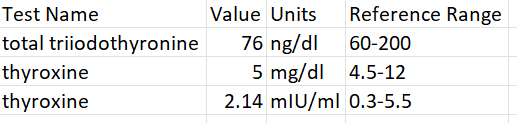 Test Name Value Units Reference Range
total triiodothyronine 76 ng/dl 60-200
thyroxine 5 mg/dl 4.5-12
thyroxine 2.14 mIU/ml 0.3-5.5